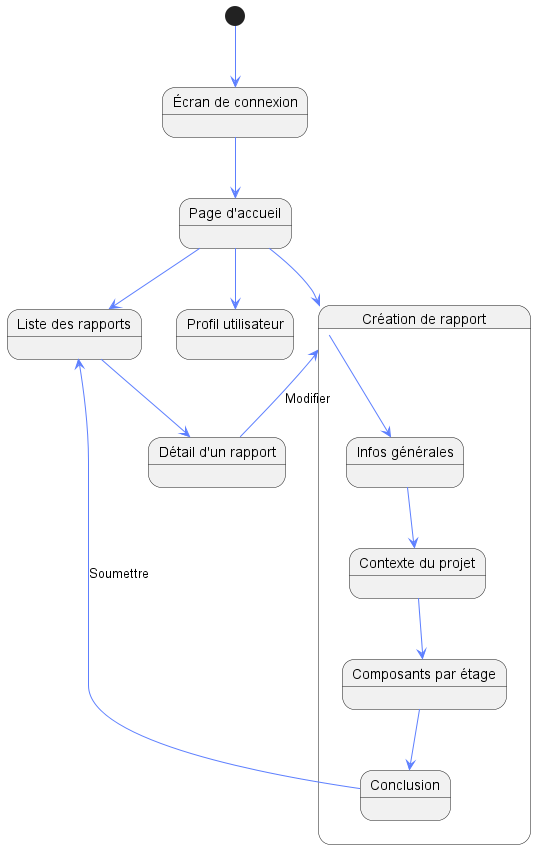 Écran de connexion
Page d'accueil
Liste des rapports
Profil utilisateur
Création de rapport
Modifier
Détail d'un rapport
Infos générales
Contexte du projet
Soumettre
Composants par étage
Conclusion